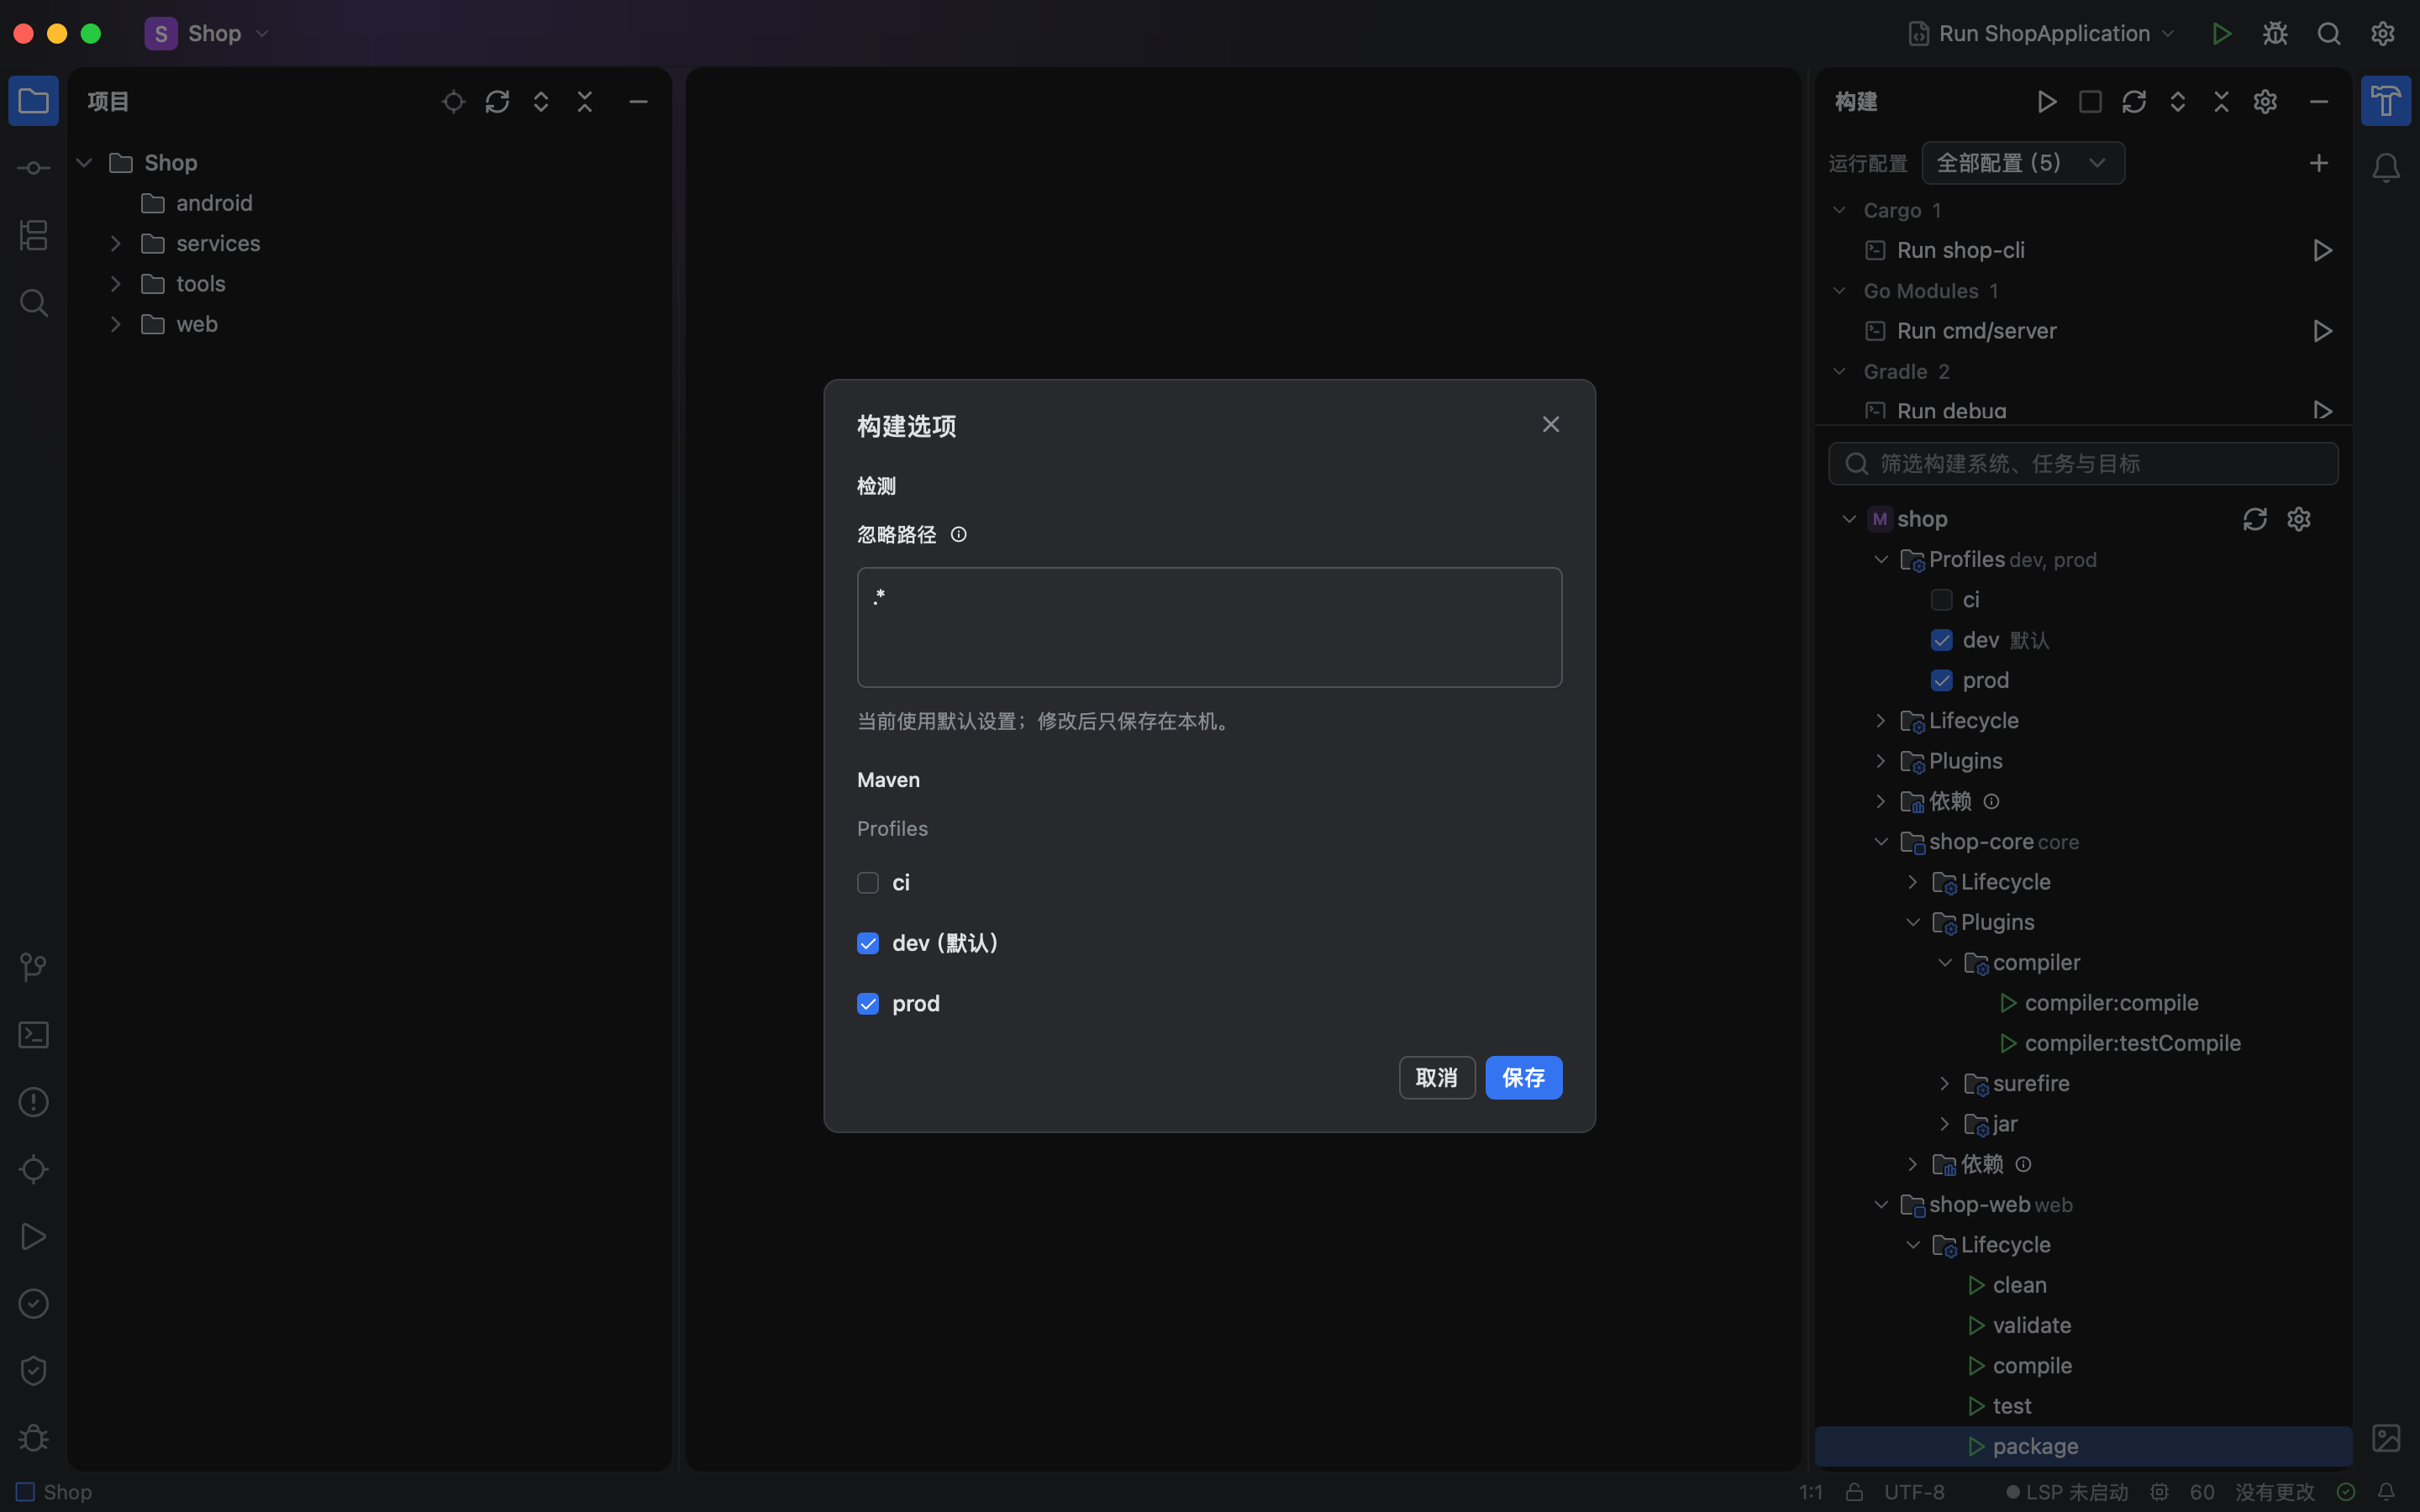 S Shop
Run ShopApplication
项目
Shop
android
services
tools
web
构建选项
检测
忽略路径
.*
当前使用默认设置；修改后只保存在本机。
Maven
Profiles
ci
dev (默认)
prod
取消 保存
构建
运行配置 全部配置 (5)
Cargo 1
Run shop-cli
Go Modules 1
Run cmd/server
Gradle 2
Run debug
筛选构建系统、任务与目标
M shop
Profiles dev, prod
ci
dev 默认
prod
Lifecycle
Plugins
依赖
shop-core core
Lifecycle
Plugins
compiler
compiler:compile
compiler:testCompile
surefire
jar
依赖
shop-web web
Lifecycle
clean
validate
compile
test
package
Shop
1:1 UTF-8 LSP 未启动 60 没有更改